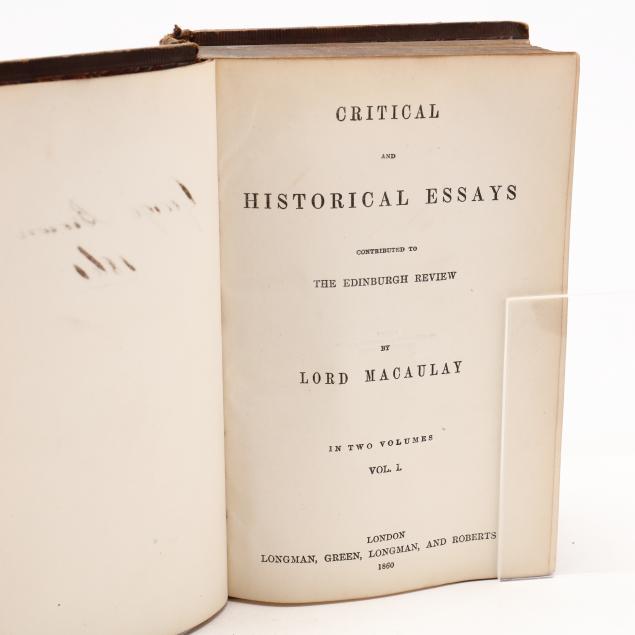 CRITICAL
AND
HISTORICAL ESSAYS
CONTRIBUTED TO
THE EDINBURGH REVIEW
BY
LORD MACAULAY
IN TWO VOLUMES
VOL. I.
LONDON
LONGMAN, GREEN, LONGMAN, AND ROBERTS
1860